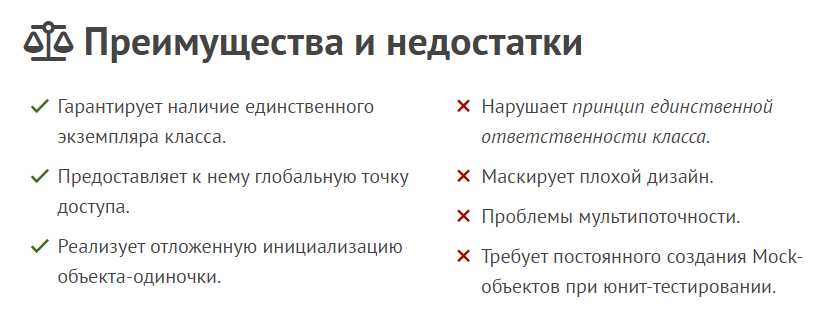 Преимущества и недостатки
Гарантирует наличие единственного
экземпляра класса.
Предоставляет к нему глобальную точку
доступа.
Реализует отложенную инициализацию
объекта-одиночки.
Нарушает принцип единственной
ответственности класса.
Маскирует плохой дизайн.
Проблемы мультипоточности.
Требует постоянного создания Mock-
объектов при юнит-тестировании.